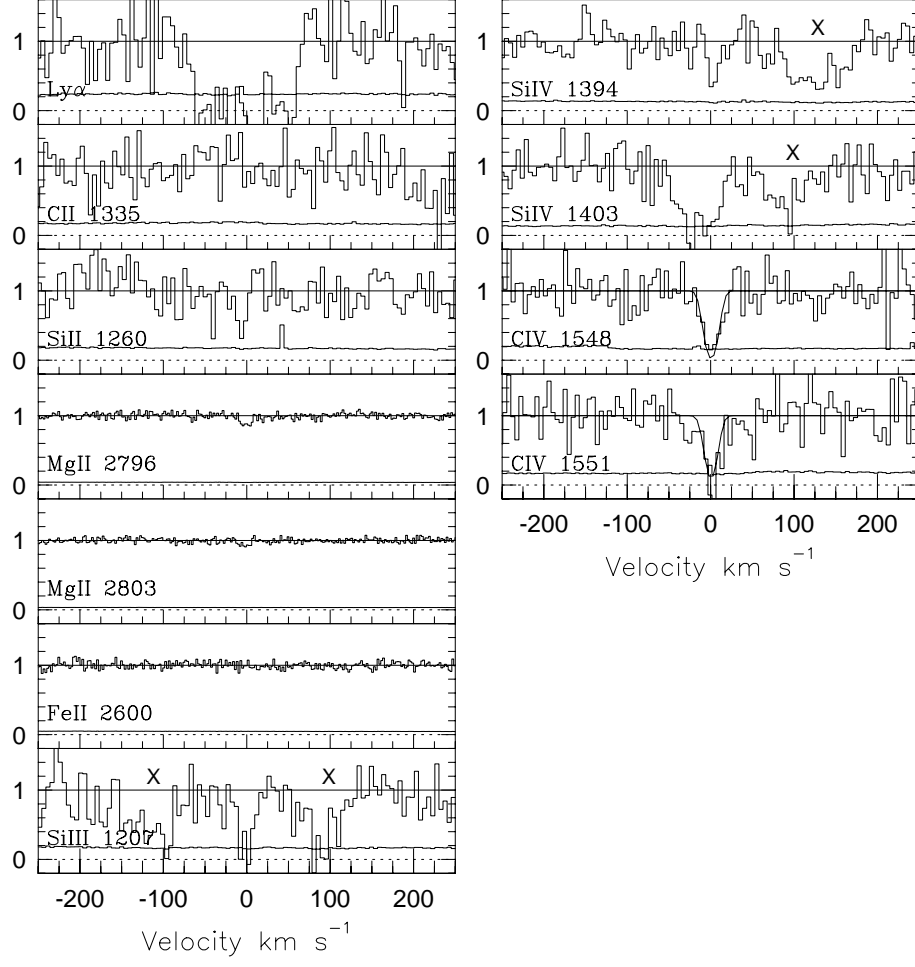 1
Lyα
0
1
CII 1335
0
1
SiII 1260
0
1
MgII 2796
0
1
MgII 2803
0
1
FeII 2600
0
X X
1
SiIII 1207
0
-200 -100 0 100 200
Velocity km s−1
X
1
SiIV 1394
0
X
1
SiIV 1403
0
1
CIV 1548
0
1
CIV 1551
0
-200 -100 0 100 200
Velocity km s−1